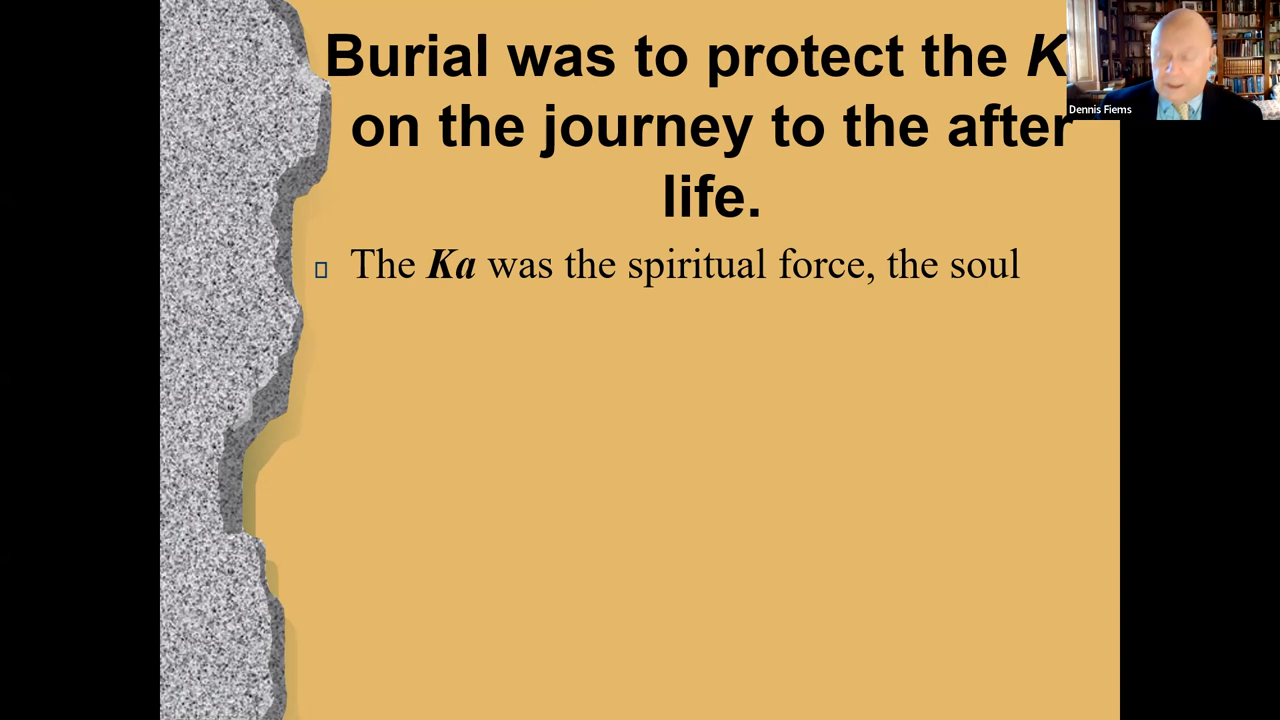 Burial was to protect the K
on the journey to the after
life.
The Ka was the spiritual force, the soul
Dennis Fiems